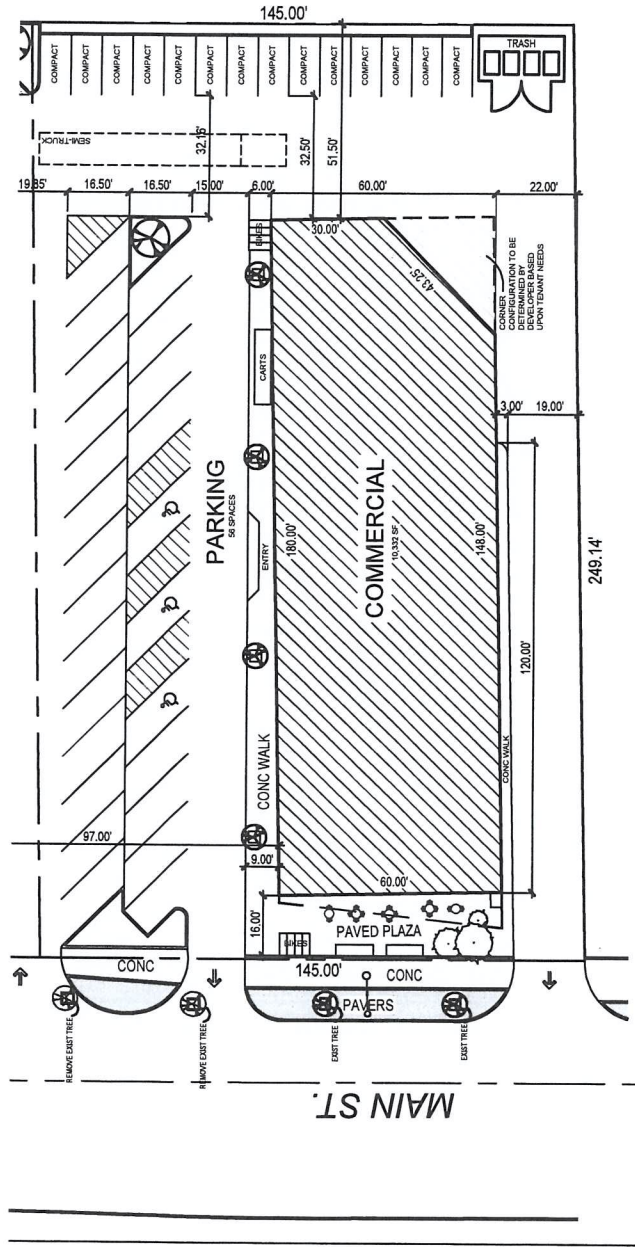 145.00'
COMPACT
COMPACT
COMPACT
COMPACT
COMPACT
COMPACT
COMPACT
COMPACT
COMPACT
COMPACT
COMPACT
COMPACT
COMPACT
COMPACT
TRASH
SEMI-TRUCK
32.16'
32.50'
51.50'
19.85'
16.50'
16.50'
15.00'
6.00'
60.00'
22.00'
BIKES
30.00'
43.25'
CORNER
CONFIGURATION TO BE
DETERMINED BY
DEVELOPER BASED
UPON TENANT NEEDS
CARTS
3.00'
19.00'
PARKING
56 SPACES
ENTRY
180.00'
COMMERCIAL
10,332 SF
148.00'
120.00'
249.14'
CONC WALK
CONC WALK
97.00'
9.00'
60.00'
16.00'
BIKES
PAVED PLAZA
CONC
145.00'
CONC
PAVERS
REMOVE EXIST TREE
REMOVE EXIST TREE
EXIST TREE
EXIST TREE
MAIN ST.